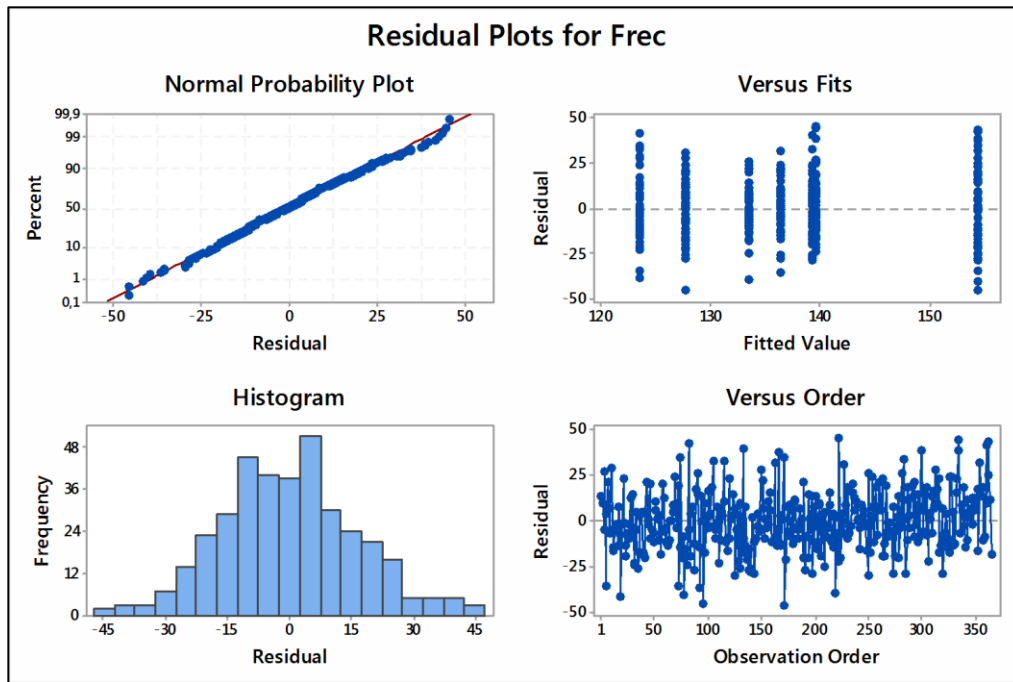 Residual Plots for Frec
Normal Probability Plot
99,9
99
90
50
10
1
0,1
Percent
-50 -25 0 25 50
Residual
Versus Fits
50
25
0
-25
-50
Residual
120 130 140 150
Fitted Value
Histogram
48
36
24
12
0
Frequency
-45 -30 -15 0 15 30 45
Residual
Versus Order
50
25
0
-25
-50
Residual
1 50 100 150 200 250 300 350
Observation Order